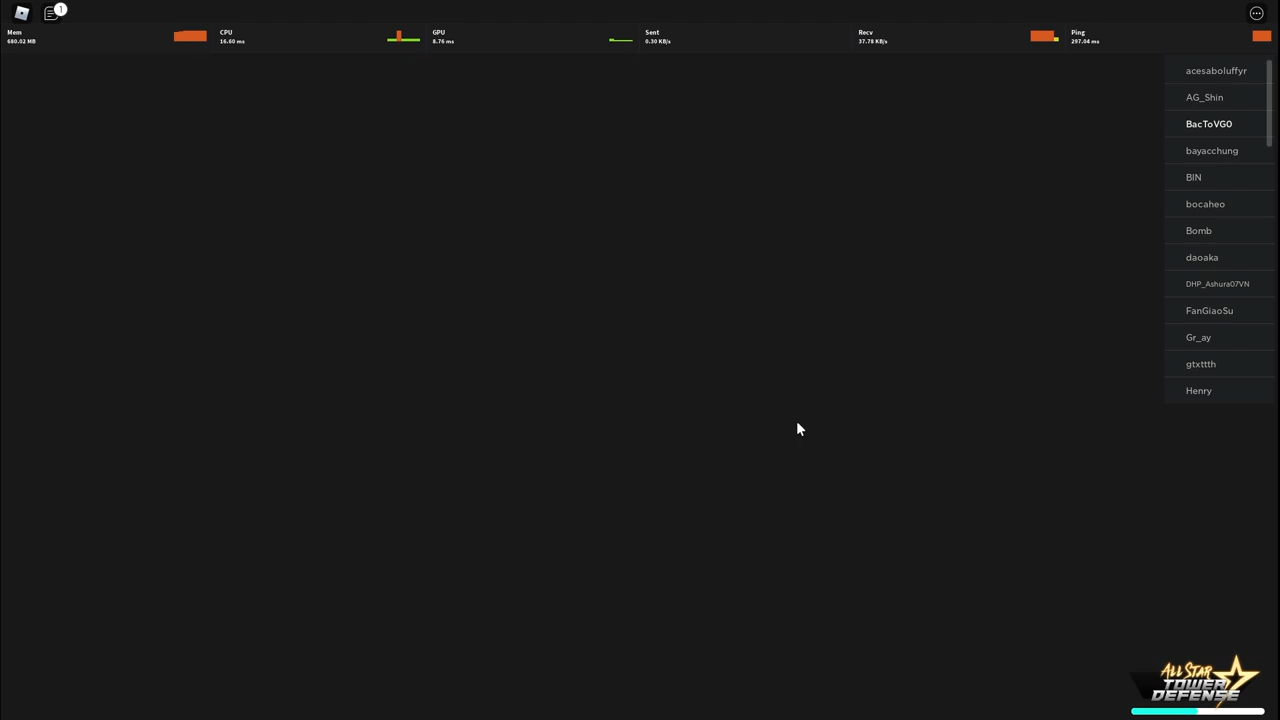 1
Mem
680.02 MB
CPU
16.60 ms
GPU
8.76 ms
Sent
0.30 KB/s
Recv
37.78 KB/s
Ping
297.04 ms
acesaboluffyr
AG_Shin
BacToVG0
bayacchung
BIN
bocaheo
Bomb
daoaka
DHP_Ashura07VN
FanGiaoSu
Gr_ay
gtxttth
Henry
ALL STAR
TOWER
DEFENSE